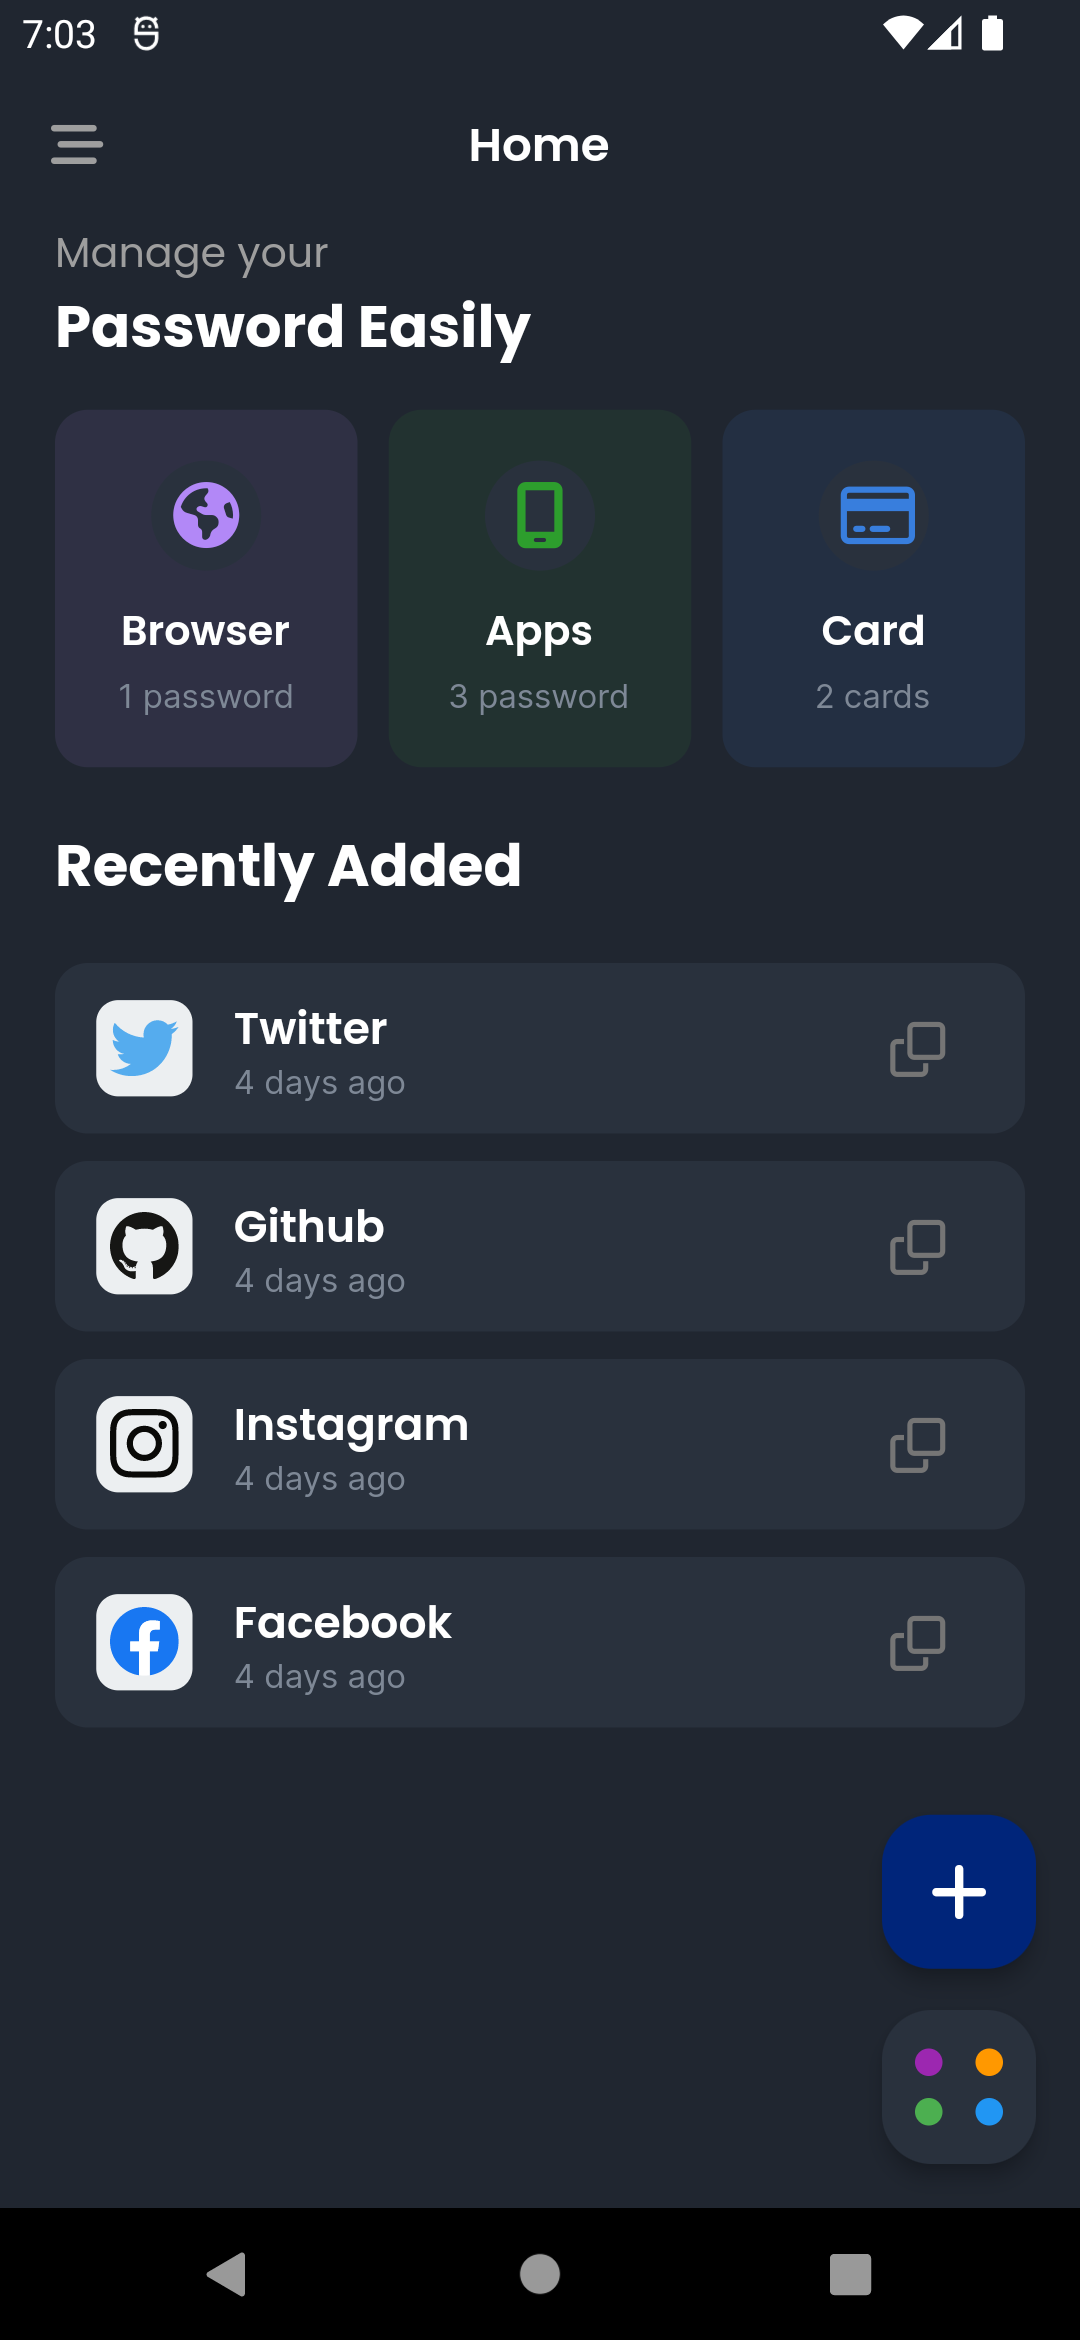 7:03
Home
Manage your
Password Easily
Browser
1 password
Apps
3 password
Card
2 cards
Recently Added
Twitter
4 days ago
Github
4 days ago
Instagram
4 days ago
Facebook
4 days ago